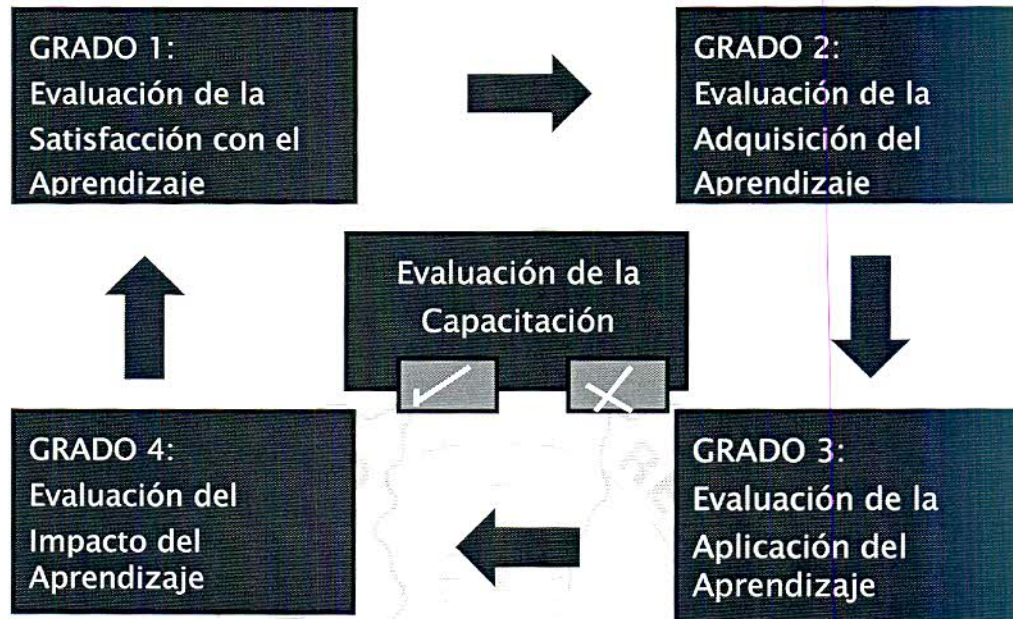 GRADO 1:
Evaluación de la
Satisfacción con el
Aprendizaje
GRADO 2:
Evaluación de la
Adquisición del
Aprendizaje
Evaluación de la
Capacitación
GRADO 4:
Evaluación del
Impacto del
Aprendizaje
GRADO 3:
Evaluación de la
Aplicación del
Aprendizaje